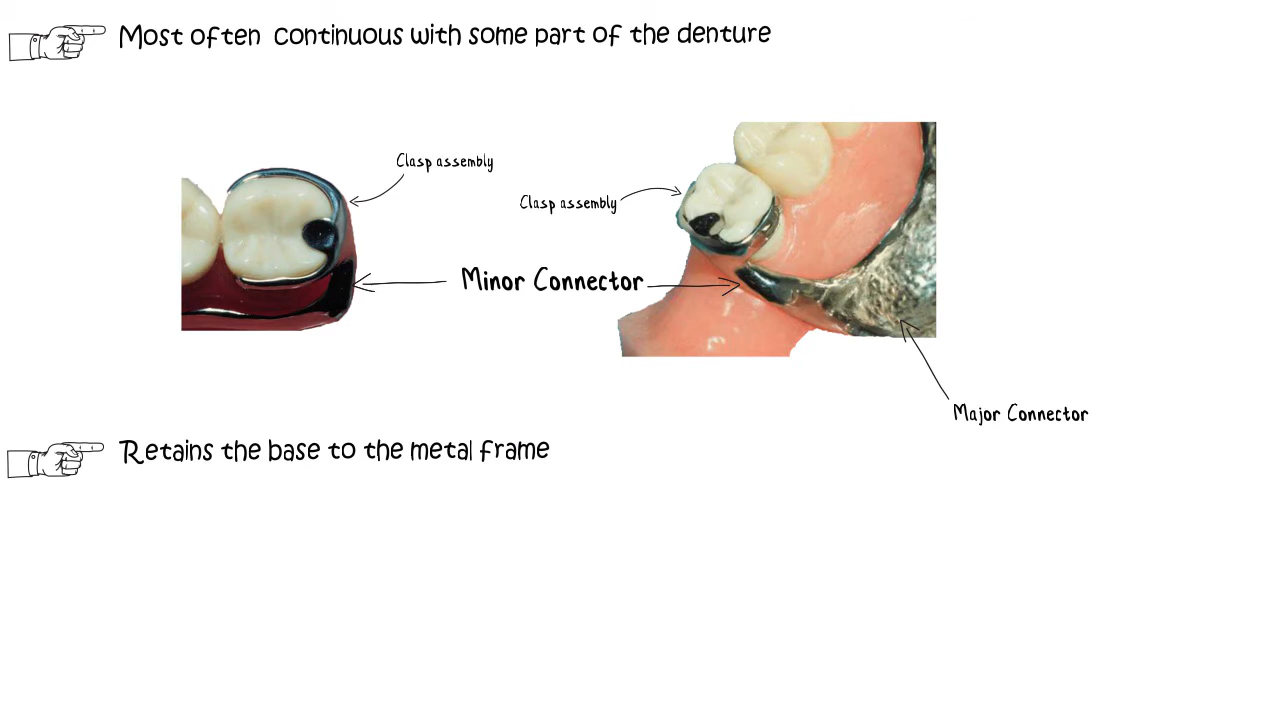 Most often continuous with some part of the denture
Clasp assembly
Clasp assembly
Minor Connector
Major Connector
Retains the base to the metal frame